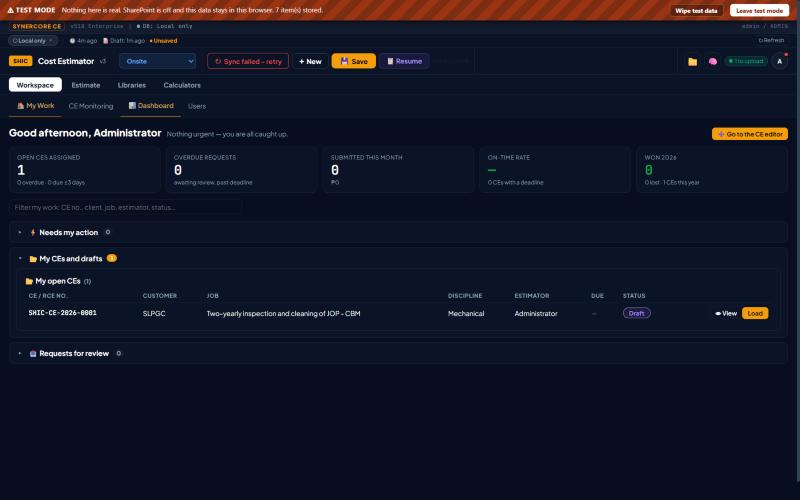 TEST MODE Nothing here is real. SharePoint is off and this data stays in this browser. 7 item(s) stored. Wipe test data Leave test mode
SYNERCORE CE v518 Enterprise | DB: Local only admin / ADMIN
Local only 4m ago Draft: 1m ago Unsaved Refresh
SHIC Cost Estimator v3 Onsite Sync failed - retry + New Save Resume 1 to upload A
Workspace Estimate Libraries Calculators
My Work CE Monitoring Dashboard Users
Good afternoon, Administrator Nothing urgent — you are all caught up. Go to the CE editor
OPEN CES ASSIGNED OVERDUE REQUESTS SUBMITTED THIS MONTH ON-TIME RATE WON 2026
1 0 0 — 0
0 overdue · 0 due ≤3 days awaiting review, past deadline ₱0 0 CEs with a deadline 0 lost · 1 CEs this year
Filter my work: CE no., client, job, estimator, status...
Needs my action 0
My CEs and drafts 1
My open CEs (1)
CE / RCE NO. CUSTOMER JOB DISCIPLINE ESTIMATOR DUE STATUS
SHIC-CE-2026-0001 SLPGC Two-yearly inspection and cleaning of JOP - CBM Mechanical Administrator — Draft View Load
Requests for review 0